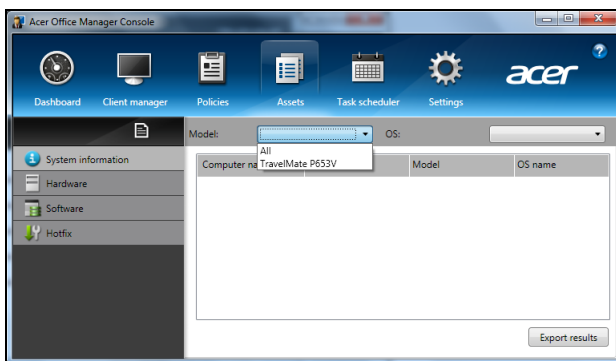 Acer Office Manager Console
?
acer
Dashboard
Client manager
Policies
Assets
Task scheduler
Settings
Model:
OS:
All
TravelMate P653V
System information
Hardware
Software
Hotfix
Computer na
Model
OS name
Export results